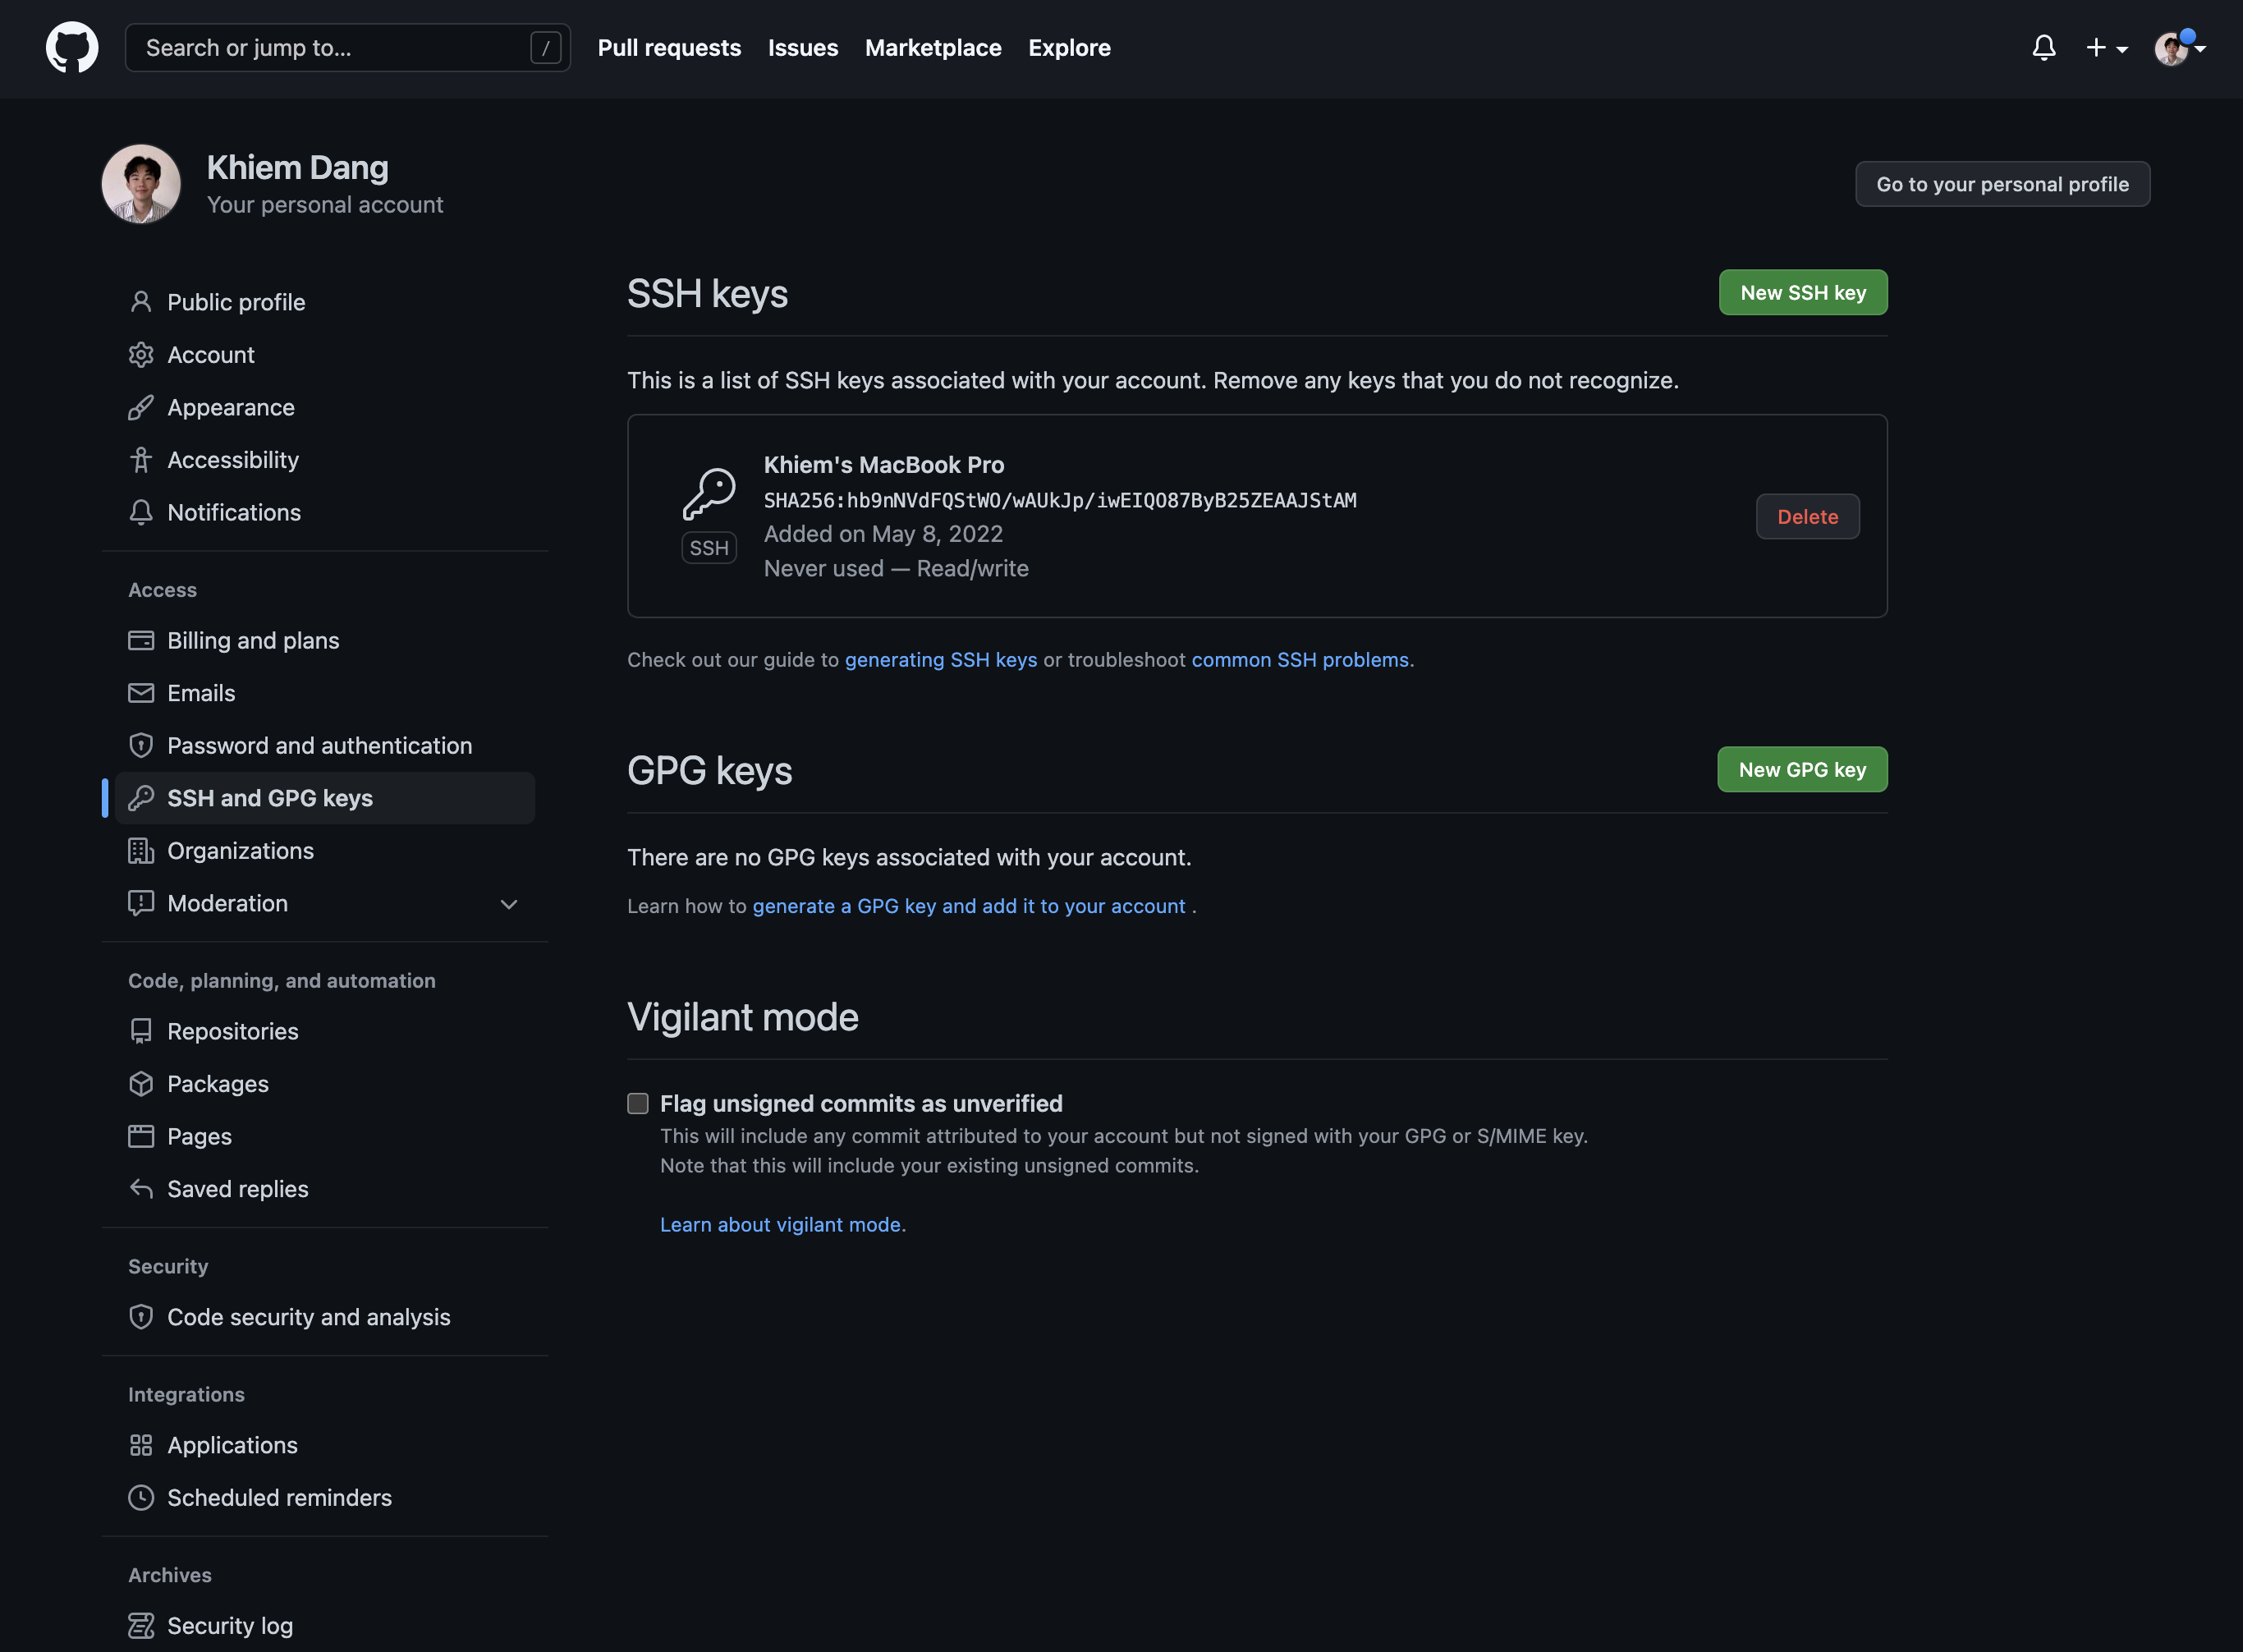 Search or jump to... /
Pull requests Issues Marketplace Explore
Khiem Dang
Your personal account
Go to your personal profile
Public profile
Account
Appearance
Accessibility
Notifications
Access
Billing and plans
Emails
Password and authentication
SSH and GPG keys
Organizations
Moderation
Code, planning, and automation
Repositories
Packages
Pages
Saved replies
Security
Code security and analysis
Integrations
Applications
Scheduled reminders
Archives
Security log
SSH keys
New SSH key
This is a list of SSH keys associated with your account. Remove any keys that you do not recognize.
SSH
Khiem's MacBook Pro
SHA256:hb9nNVdFQStWO/wAUkJp/iwEIQO87ByB25ZEAAJStAM
Added on May 8, 2022
Never used — Read/write
Delete
Check out our guide to generating SSH keys or troubleshoot common SSH problems.
GPG keys
New GPG key
There are no GPG keys associated with your account.
Learn how to generate a GPG key and add it to your account .
Vigilant mode
Flag unsigned commits as unverified
This will include any commit attributed to your account but not signed with your GPG or S/MIME key.
Note that this will include your existing unsigned commits.
Learn about vigilant mode.